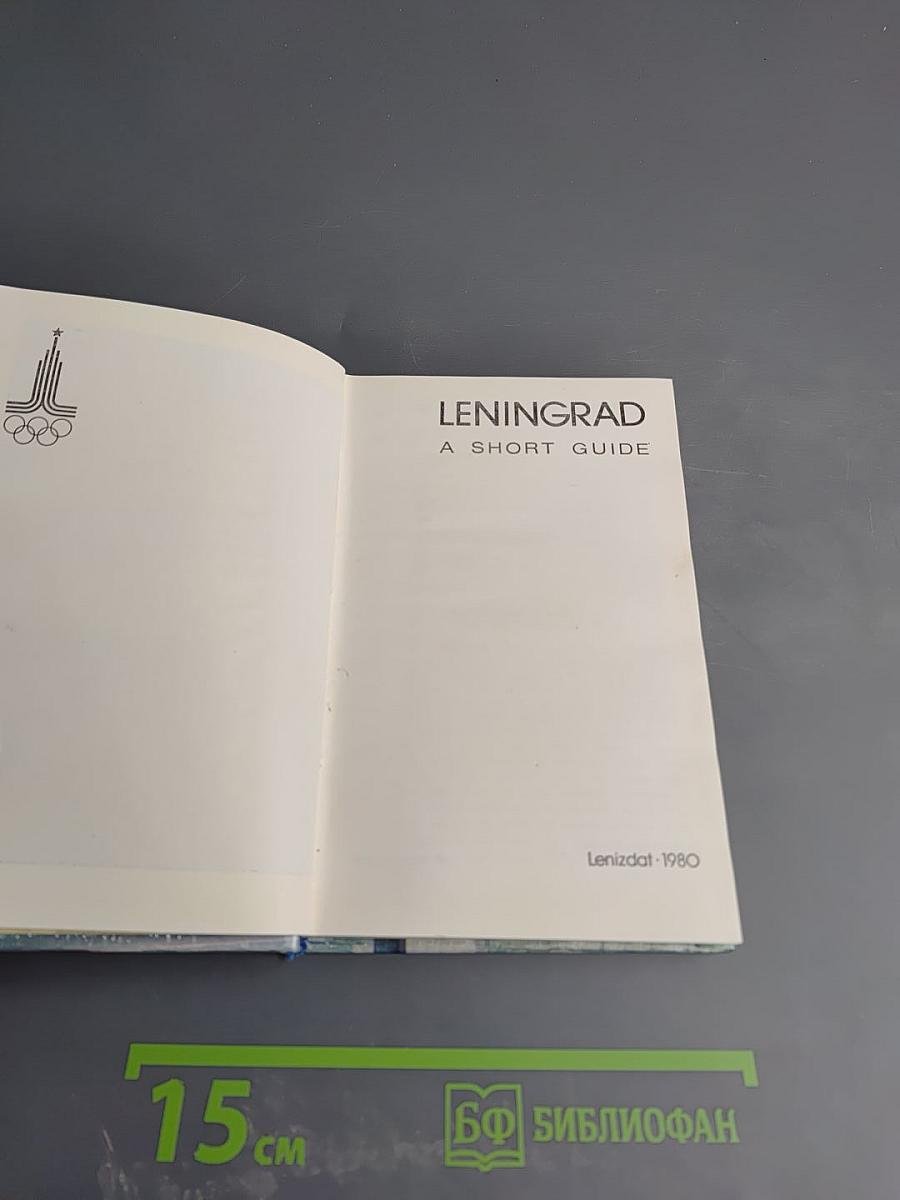 LENINGRAD
A SHORT GUIDE
Lenizdat · 1980
15 см
БФ БИБЛИОФАН